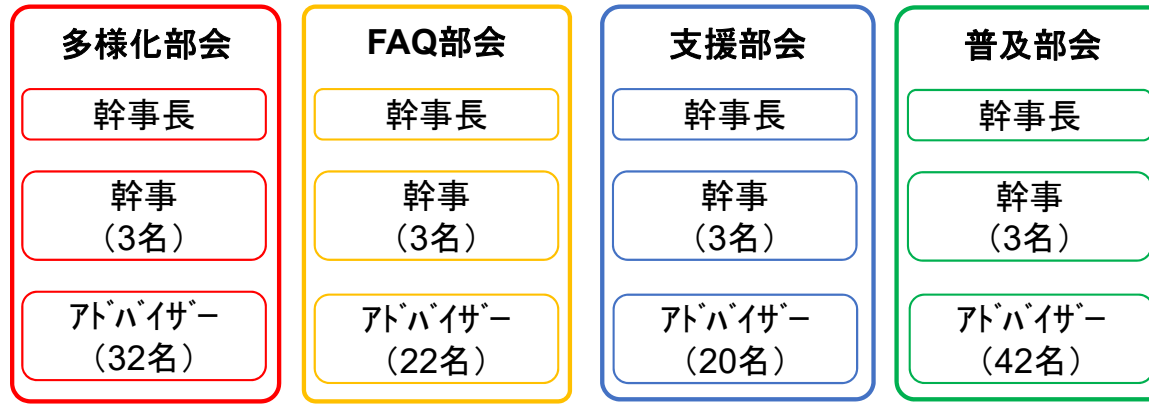 多様化部会
幹事長
幹事
（3名）
ｱﾄﾞﾊﾞｲｻﾞｰ
（32名）
FAQ部会
幹事長
幹事
（3名）
ｱﾄﾞﾊﾞｲｻﾞｰ
（22名）
支援部会
幹事長
幹事
（3名）
ｱﾄﾞﾊﾞｲｻﾞｰ
（20名）
普及部会
幹事長
幹事
（3名）
ｱﾄﾞﾊﾞｲｻﾞｰ
（42名）